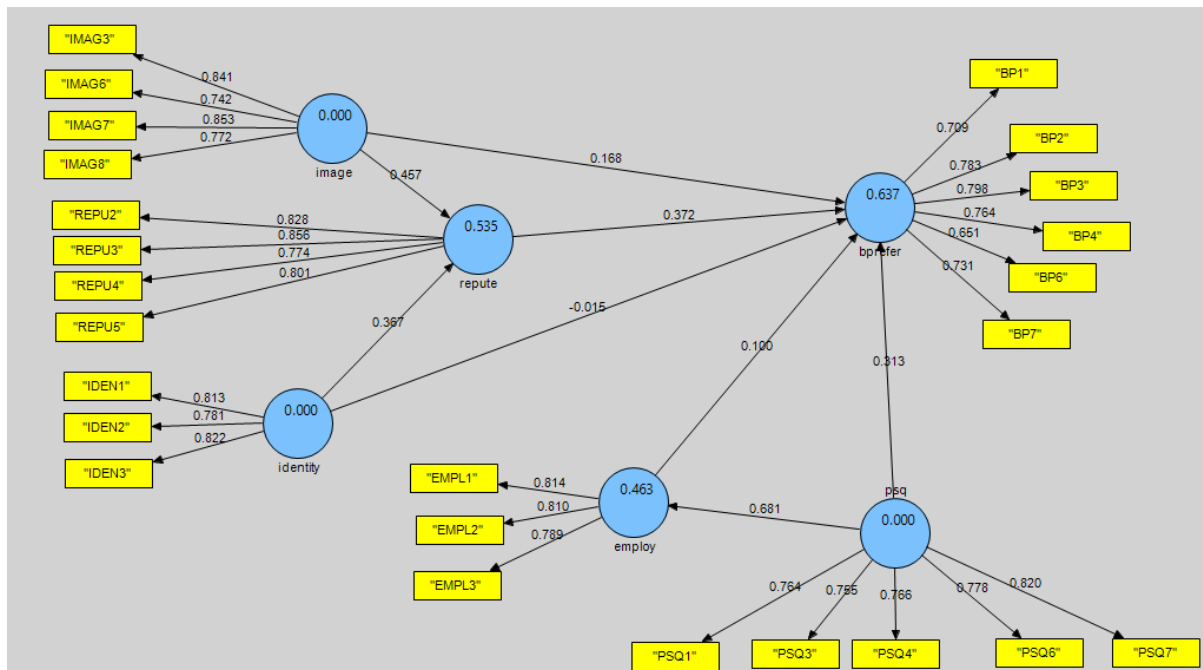 "IMAG3"
0.841
"IMAG6"
0.742
"IMAG7"
0.853
"IMAG8"
0.772
0.000
image
0.457
0.168
"REPU2"
0.828
"REPU3"
0.856
"REPU4"
0.774
"REPU5"
0.801
0.535
repute
0.372
0.367
"IDEN1"
0.813
"IDEN2"
0.781
"IDEN3"
0.822
0.000
identity
-0.015
"BP1"
0.709
"BP2"
0.783
"BP3"
0.798
"BP4"
0.764
"BP6"
0.651
"BP7"
0.731
0.637
bprefer
0.100
0.313
"EMPL1"
0.814
"EMPL2"
0.810
"EMPL3"
0.789
0.463
employ
0.681
psq
0.000
0.764
0.755
0.766
0.778
0.820
"PSQ1"
"PSQ3"
"PSQ4"
"PSQ6"
"PSQ7"